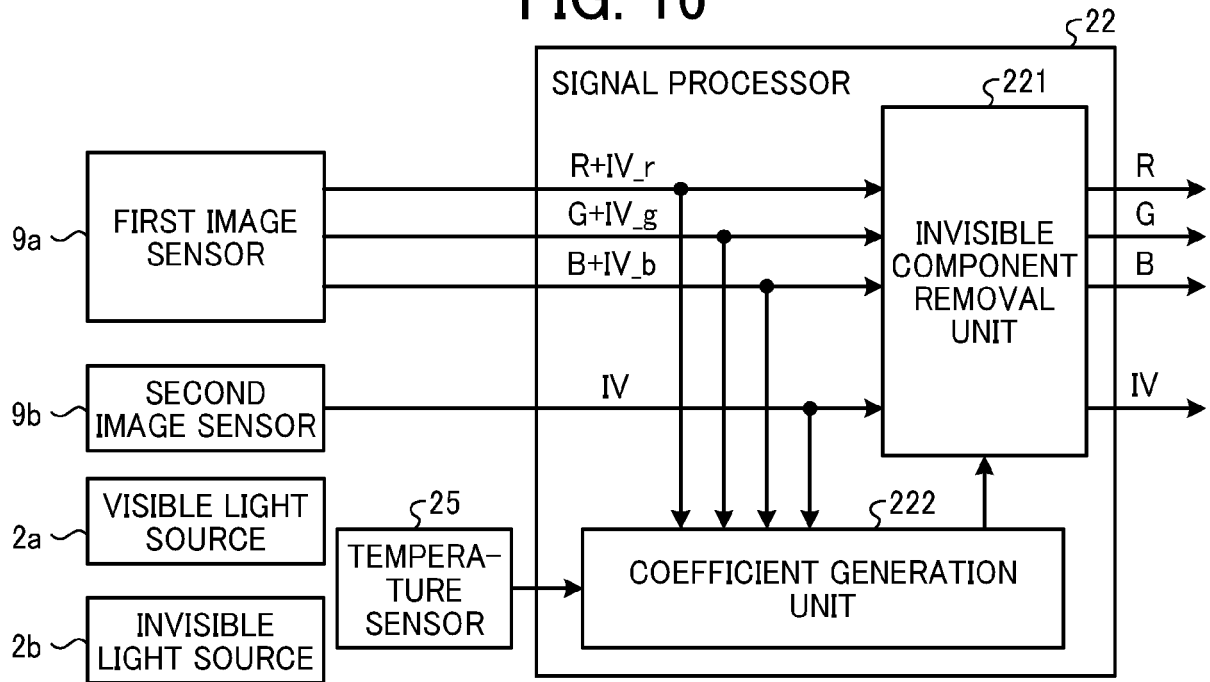 FIG.
22
SIGNAL PROCESSOR
221
R+IV_r
R
FIRST IMAGE
SENSOR
9a
G+IV_g
G
B+IV_b
B
INVISIBLE
COMPONENT
REMOVAL
UNIT
SECOND
IMAGE SENSOR
9b
IV
IV
VISIBLE LIGHT
SOURCE
2a
25
TEMPERA-
TURE
SENSOR
222
COEFFICIENT GENERATION
UNIT
INVISIBLE
LIGHT SOURCE
2b